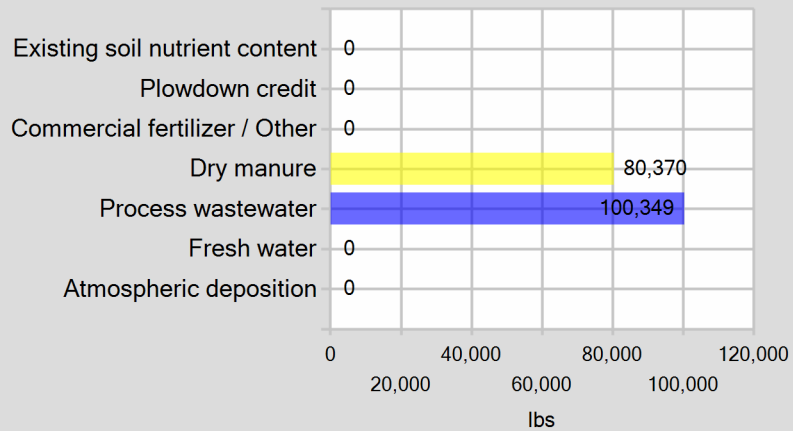 Existing soil nutrient content 0
Plowdown credit 0
Commercial fertilizer / Other 0
Dry manure 80,370
Process wastewater 100,349
Fresh water 0
Atmospheric deposition 0
0 40,000 80,000 120,000
20,000 60,000 100,000
lbs